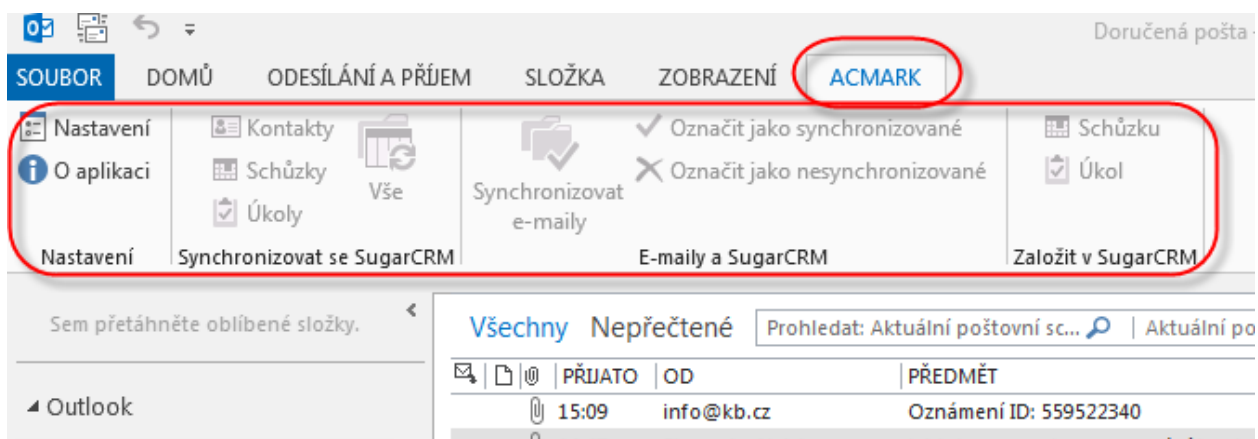 Doručená pošta -
SOUBOR DOMŮ ODESÍLÁNÍ A PŘÍJEM SLOŽKA ZOBRAZENÍ ACMARK
Nastavení
O aplikaci
Nastavení
Kontakty
Schůzky
Úkoly
Vše
Synchronizovat se SugarCRM
Synchronizovat
e-maily
Označit jako synchronizované
Označit jako nesynchronizované
E-maily a SugarCRM
Schůzku
Úkol
Založit v SugarCRM
Sem přetáhněte oblíbené složky.
Outlook
Všechny Nepřečtené Prohledat: Aktuální poštovní sc... Aktuální po
PŘIJATO OD PŘEDMĚT
15:09 info@kb.cz Oznámení ID: 559522340